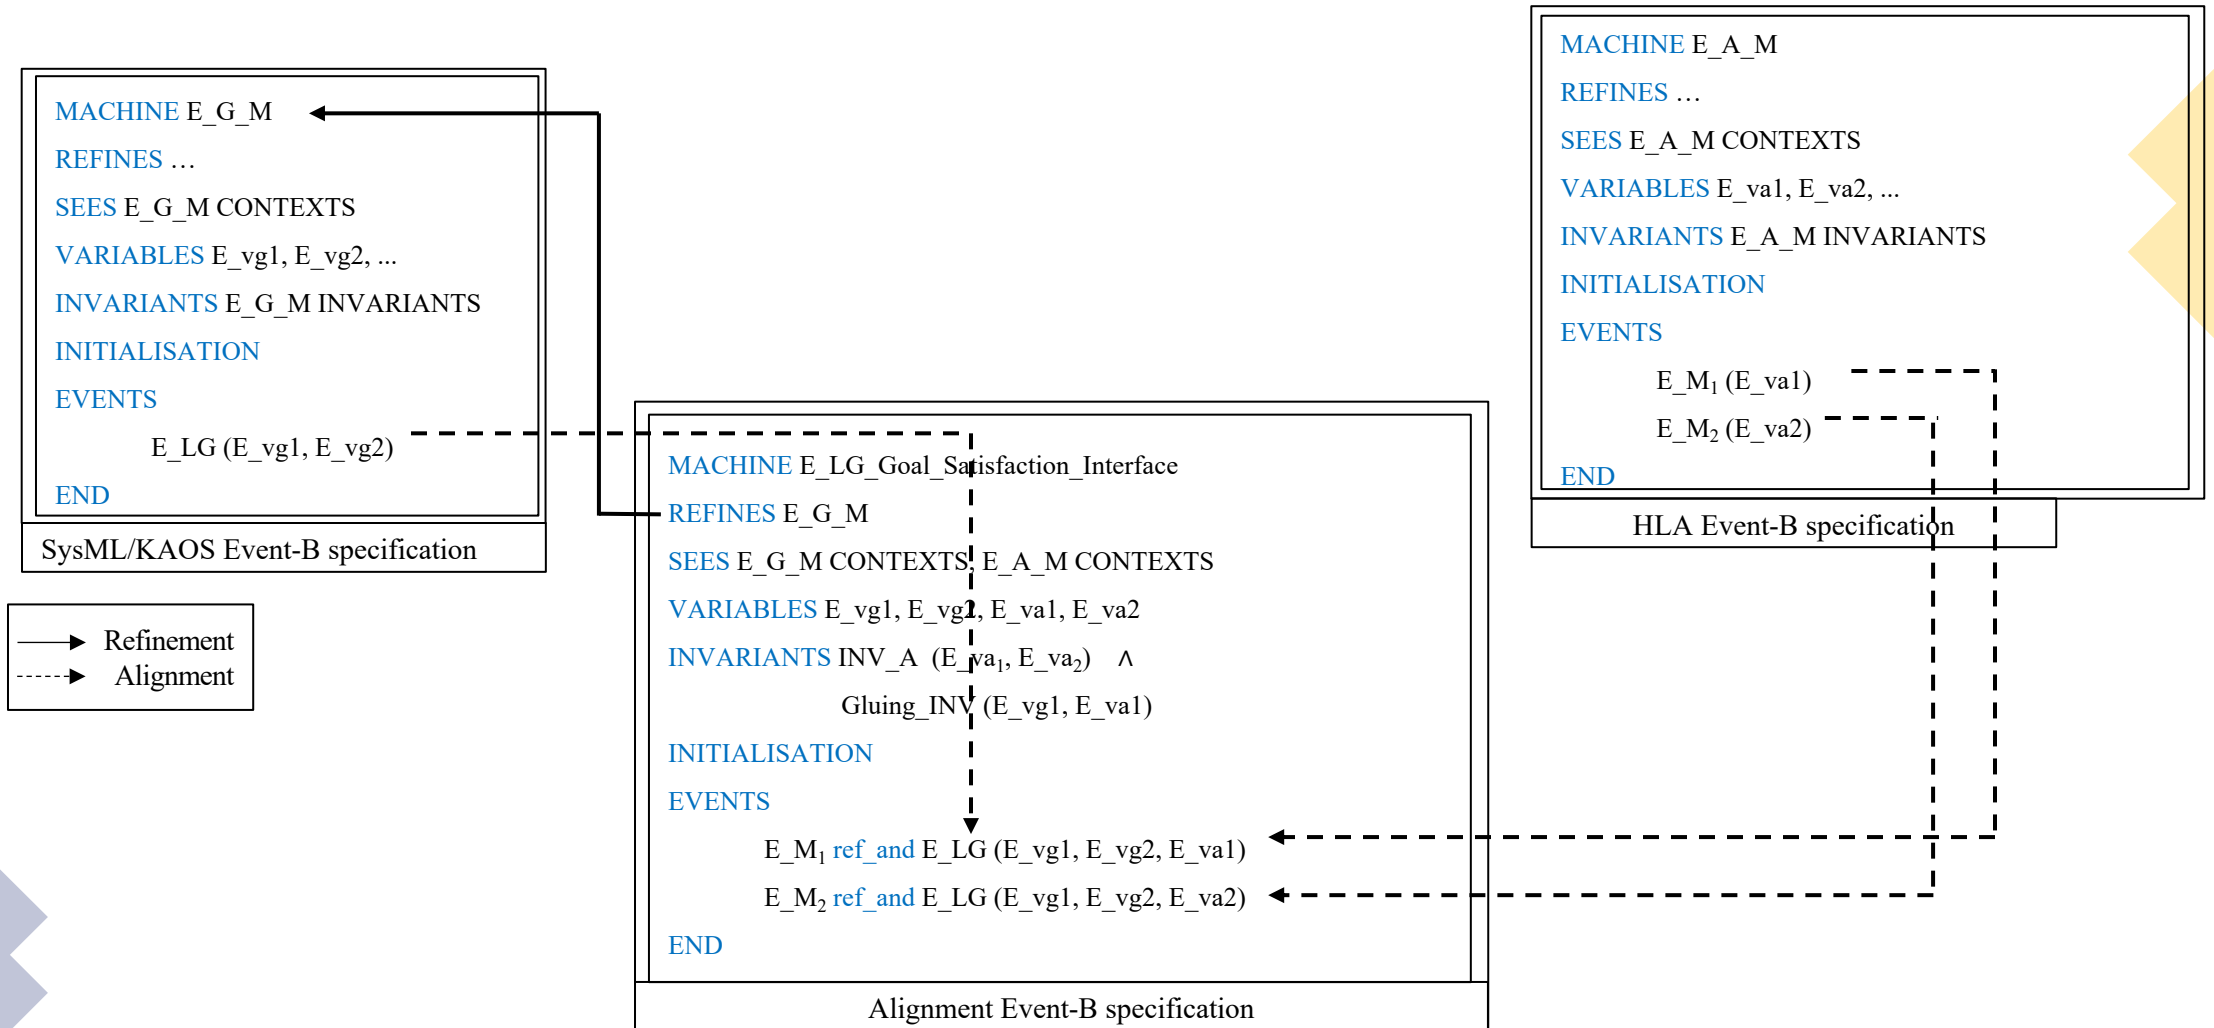 MACHINE E_G_M
REFINES …
SEES E_G_M CONTEXTS
VARIABLES E_vg1, E_vg2, ...
INVARIANTS E_G_M INVARIANTS
INITIALISATION
EVENTS
E_LG (E_vg1, E_vg2)
END
SysML/KAOS Event-B specification
Refinement
Alignment
MACHINE E_LG_Goal_Satisfaction_Interface
REFINES E_G_M
SEES E_G_M CONTEXTS, E_A_M CONTEXTS
VARIABLES E_vg1, E_vg2, E_va1, E_va2
INVARIANTS INV_A (E_va₁, E_va₂) ∧
Gluing_INV (E_vg1, E_va1)
INITIALISATION
EVENTS
E_M₁ ref_and E_LG (E_vg1, E_vg2, E_va1)
E_M₂ ref_and E_LG (E_vg1, E_vg2, E_va2)
END
Alignment Event-B specification
MACHINE E_A_M
REFINES …
SEES E_A_M CONTEXTS
VARIABLES E_va1, E_va2, ...
INVARIANTS E_A_M INVARIANTS
INITIALISATION
EVENTS
E_M₁ (E_va1)
E_M₂ (E_va2)
END
HLA Event-B specification